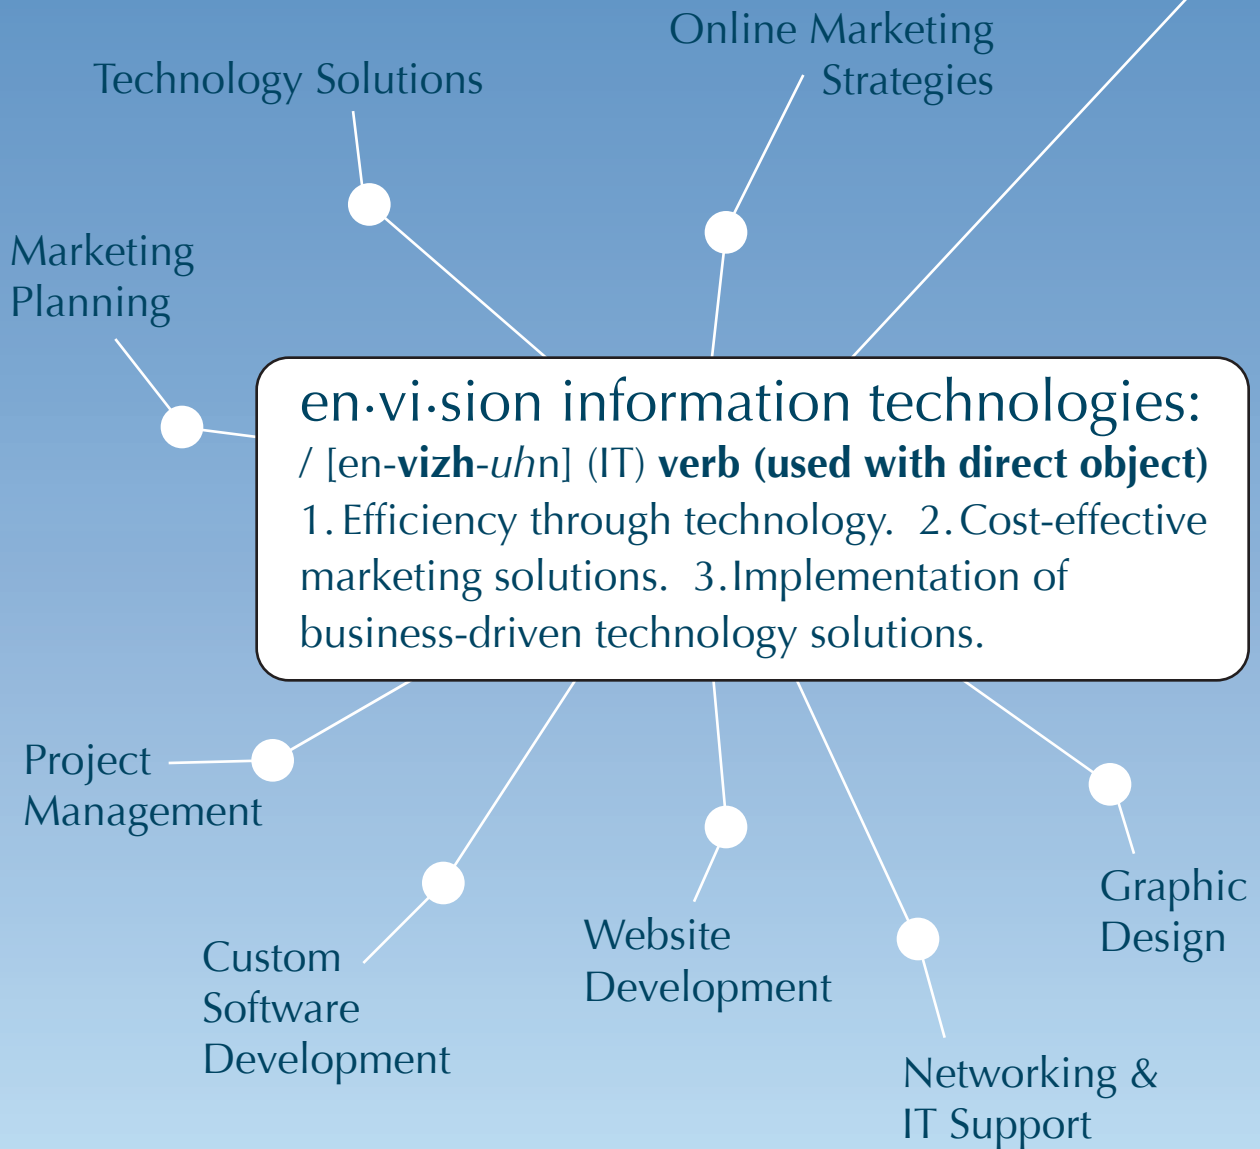 Online Marketing
Strategies
Technology Solutions
Marketing
Planning
en·vi·sion information technologies:
/ [en-vizh-uhn] (IT) verb (used with direct object)
1. Efficiency through technology. 2. Cost-effective
marketing solutions. 3. Implementation of
business-driven technology solutions.
Project
Management
Custom
Software
Development
Website
Development
Networking &
IT Support
Graphic
Design